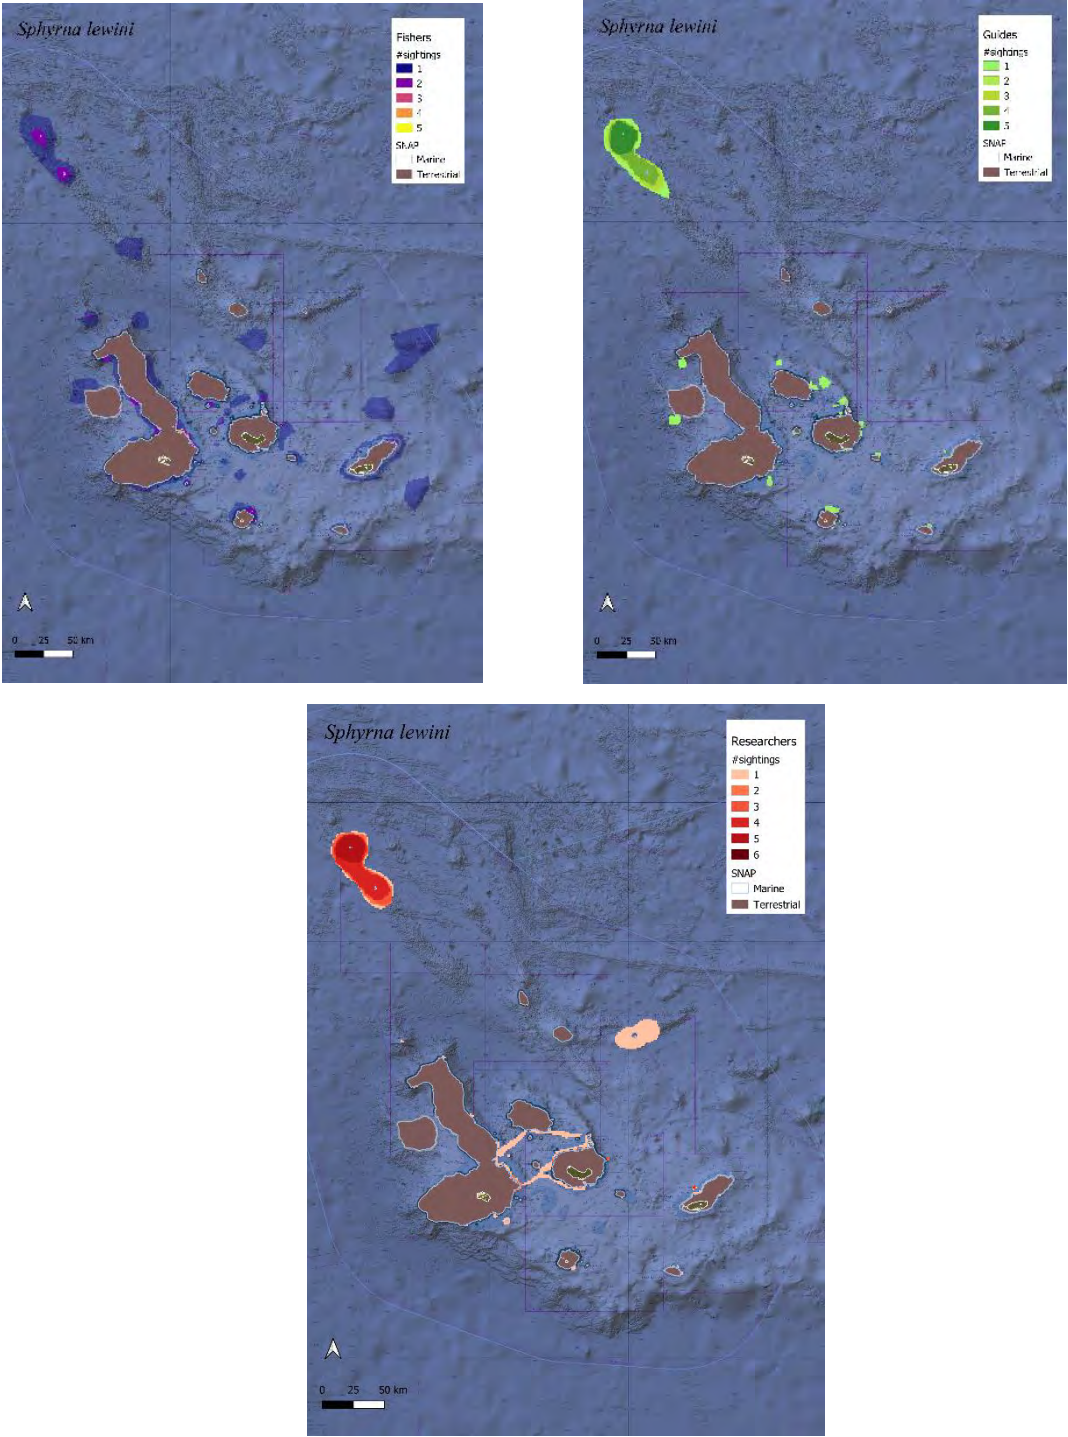 Sphyrna lewini
Fishers
#sightings
1
2
3
4
5
SNAP
Marine
Terrestrial
0 25 50 km
Sphyrna lewini
Guides
#sightings
1
2
3
4
5
SNAP
Marine
Terrestrial
0 25 50 km
Sphyrna lewini
Researchers
#sightings
1
2
3
4
5
6
SNAP
Marine
Terrestrial
0 25 50 km